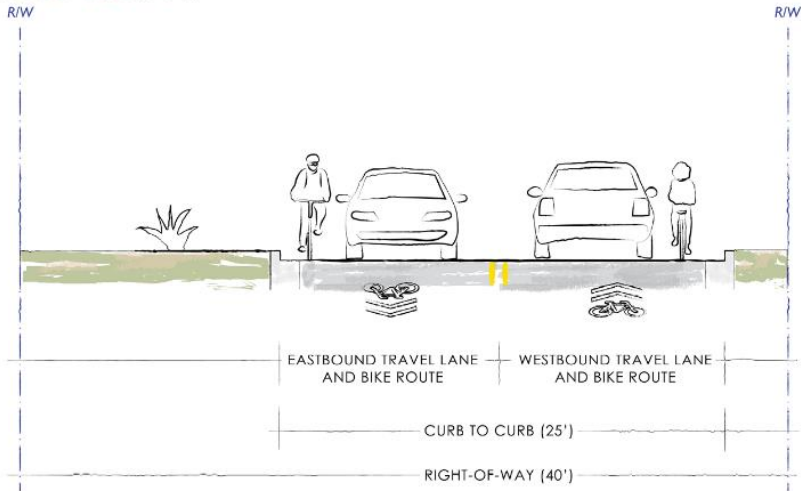 R/W
R/W
EASTBOUND TRAVEL LANE
AND BIKE ROUTE
WESTBOUND TRAVEL LANE
AND BIKE ROUTE
CURB TO CURB (25')
RIGHT-OF-WAY (40')